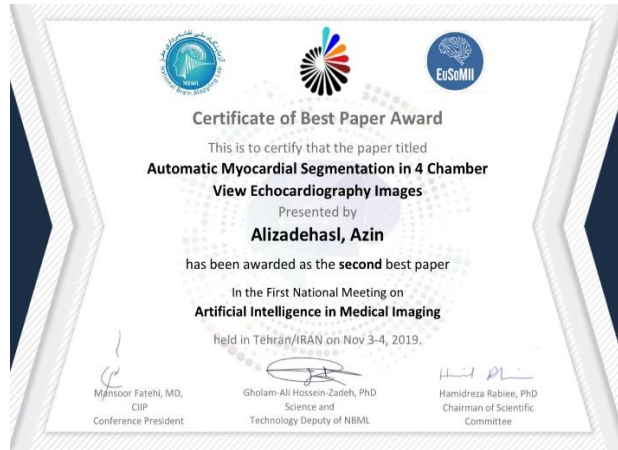 National Brain Mapping Lab
NBML
EuSoMII
Certificate of Best Paper Award
This is to certify that the paper titled
Automatic Myocardial Segmentation in 4 Chamber
View Echocardiography Images
Presented by
Alizadehasl, Azin
has been awarded as the second best paper
In the First National Meeting on
Artificial Intelligence in Medical Imaging
held in Tehran/IRAN on Nov 3-4, 2019.
Mansoor Fatehi, MD,
CIIP
Conference President
Gholam-Ali Hossein-Zadeh, PhD
Science and
Technology Deputy of NBML
Hamidreza Rabiee, PhD
Chairman of Scientific
Committee